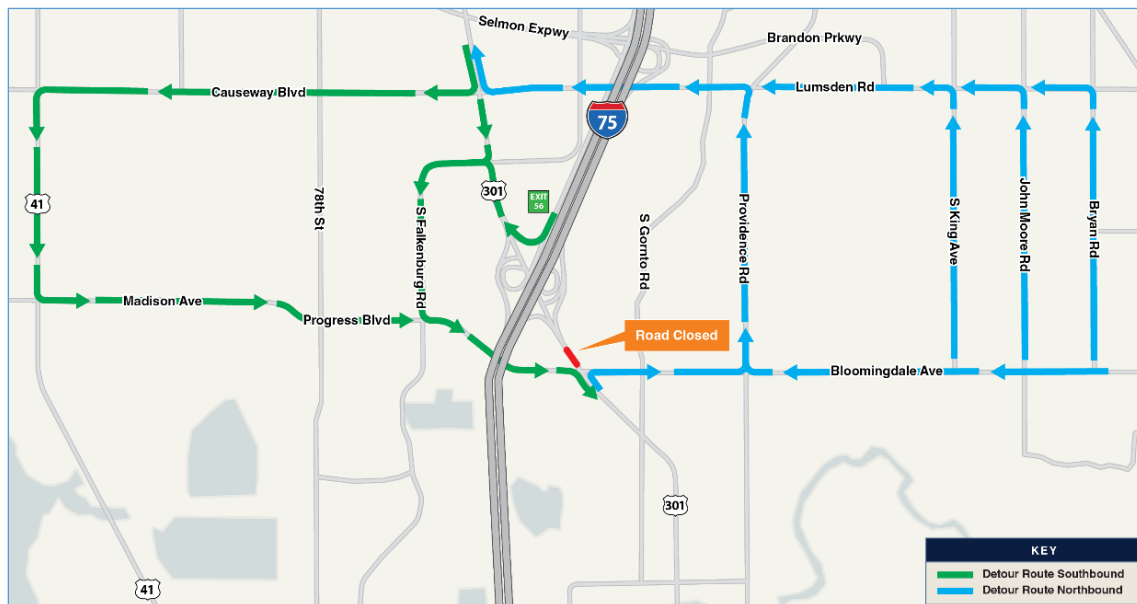 Selmon Expwy
Brandon Prkwy
Causeway Blvd
Lumsden Rd
75
41
78th St
S Falkenburg Rd
301
EXIT
56
S Gornto Rd
Providence Rd
S King Ave
John Moore Rd
Bryan Rd
Madison Ave
Progress Blvd
Road Closed
Bloomingdale Ave
301
41
KEY
Detour Route Southbound
Detour Route Northbound